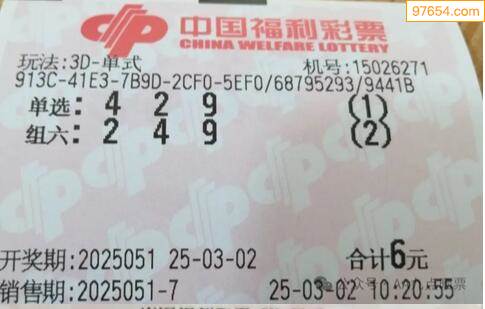 97654.com
中国福利彩票
CHINA WELFARE LOTTERY
玩法:3D-单式 机号:15026271
913C-41E3-7B9D-2CF0-5EF0/68795293/9441B
单选: 4 2 9 (1)
组六: 2 4 9 (2)
开奖期:2025051 25-03-02 合计6元
销售期:2025051-7 25-03-02 10:20:55
公众号